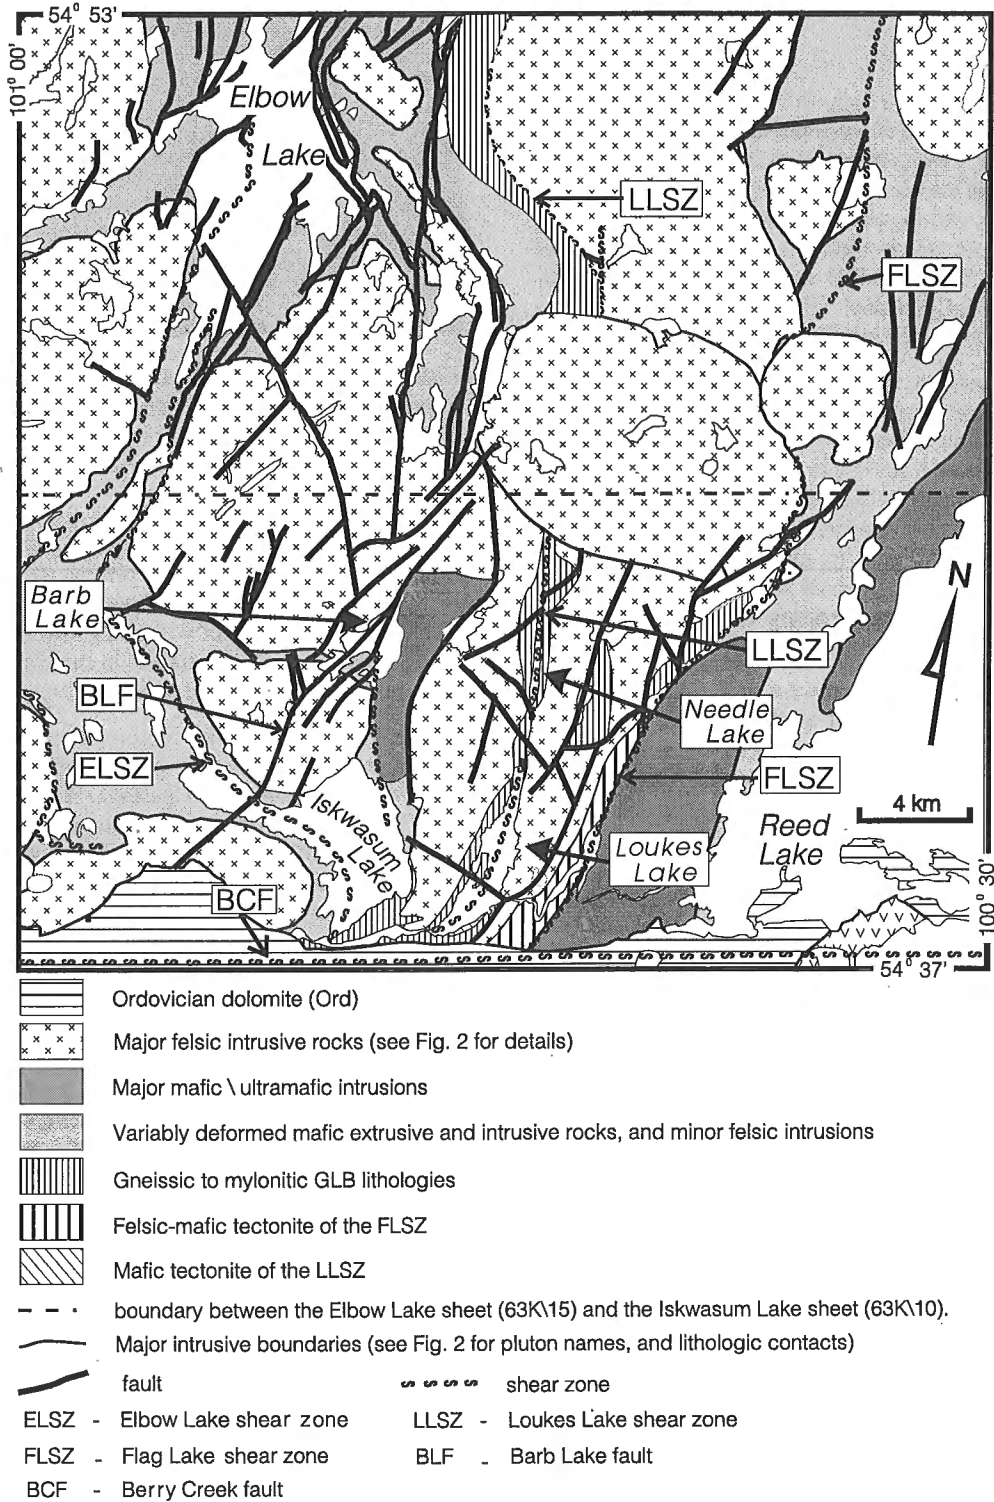 54° 53'
101° 00'
Elbow
Lake
LLSZ
FLSZ
Barb
Lake
LLSZ
BLF
Needle
Lake
ELSZ
FLSZ
N
4 km
Iskwasum
Lake
Reed
Lake
Loukes
Lake
BCF
100° 30'
54° 37'
Ordovician dolomite (Ord)
Major felsic intrusive rocks (see Fig. 2 for details)
Major mafic \ ultramafic intrusions
Variably deformed mafic extrusive and intrusive rocks, and minor felsic intrusions
Gneissic to mylonitic GLB lithologies
Felsic-mafic tectonite of the FLSZ
Mafic tectonite of the LLSZ
boundary between the Elbow Lake sheet (63K\15) and the Iskwasum Lake sheet (63K\10).
Major intrusive boundaries (see Fig. 2 for pluton names, and lithologic contacts)
fault shear zone
ELSZ - Elbow Lake shear zone LLSZ - Loukes Lake shear zone
FLSZ - Flag Lake shear zone BLF - Barb Lake fault
BCF - Berry Creek fault